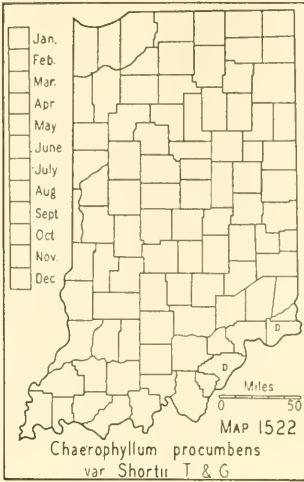 Jan.
Feb.
Mar.
Apr
May
June
July
Aug
Sept
Oct
Nov.
Dec
D
D
Miles
0 50
MAP 1522
Chaerophyllum procumbens
var Shortii T & G